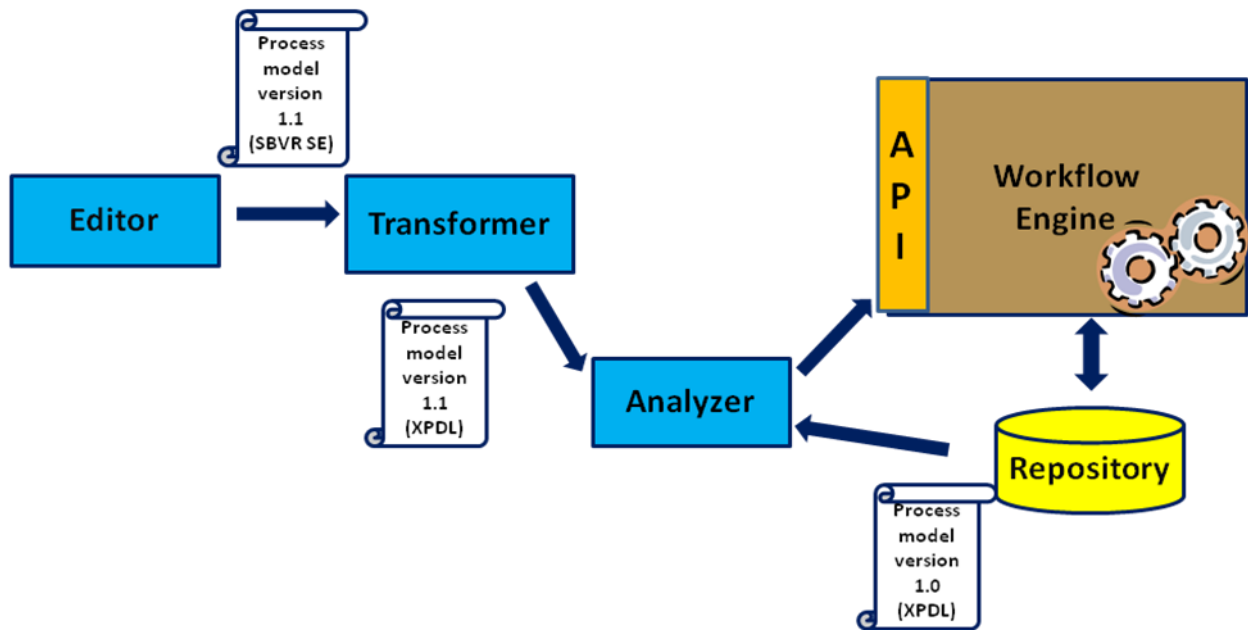 Process
model
version
1.1
(SBVR SE)
Editor
Transformer
Process
model
version
1.1
(XPDL)
Analyzer
A
P
I
Workflow
Engine
Repository
Process
model
version
1.0
(XPDL)